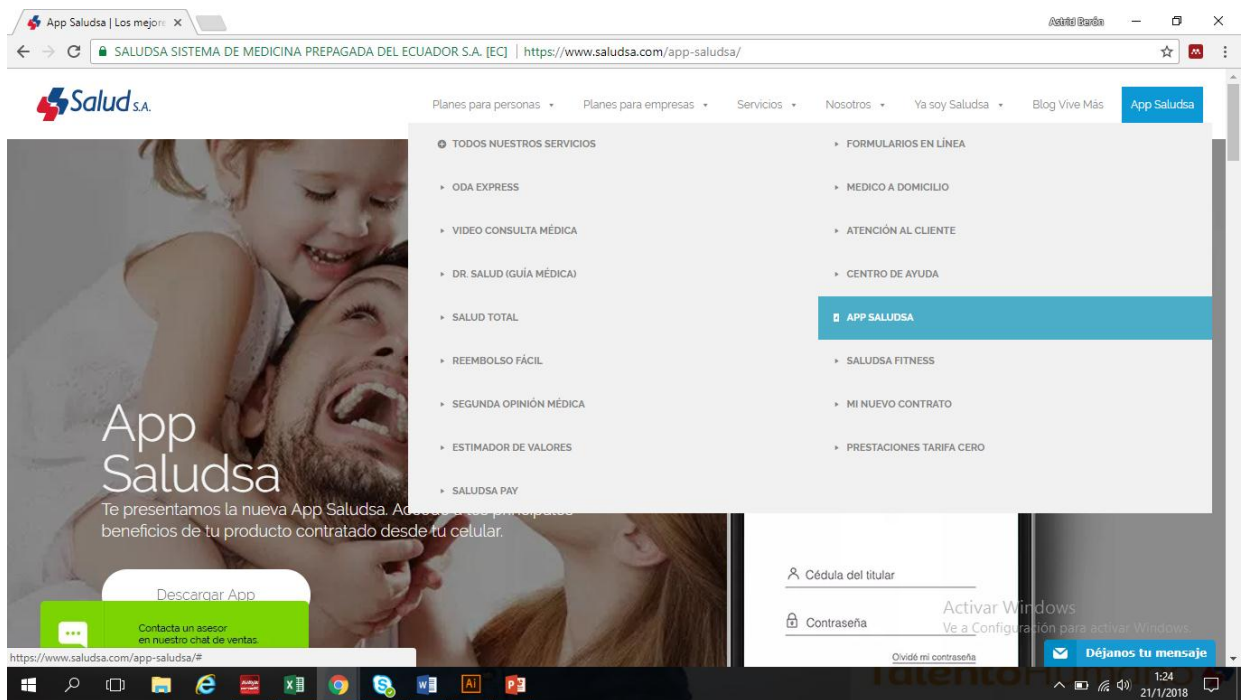 App Saludsa | Los mejore
Astrid Barón
SALUDSA SISTEMA DE MEDICINA PREPAGADA DEL ECUADOR S.A. [EC] | https://www.saludsa.com/app-saludsa/
Salud S.A.
Planes para personas
Planes para empresas
Servicios
Nosotros
Ya soy Saludsa
Blog Vive Más
App Saludsa
TODOS NUESTROS SERVICIOS
ODA EXPRESS
VIDEO CONSULTA MÉDICA
DR. SALUD (GUÍA MÉDICA)
SALUD TOTAL
REEMBOLSO FÁCIL
SEGUNDA OPINIÓN MÉDICA
ESTIMADOR DE VALORES
SALUDSA PAY
FORMULARIOS EN LÍNEA
MEDICO A DOMICILIO
ATENCIÓN AL CLIENTE
CENTRO DE AYUDA
APP SALUDSA
SALUDSA FITNESS
MI NUEVO CONTRATO
PRESTACIONES TARIFA CERO
App
Saludsa
Te presentamos la nueva App Saludsa.
beneficios de tu producto contratado desde tu celular.
Descargar App
Contacta un asesor
en nuestro chat de ventas.
Cédula del titular
Contraseña
Olvidé mi contraseña
Activar Windows
Ve a Configuración para activar Windows.
Déjanos tu mensaje
https://www.saludsa.com/app-saludsa/#
1:24
21/1/2018